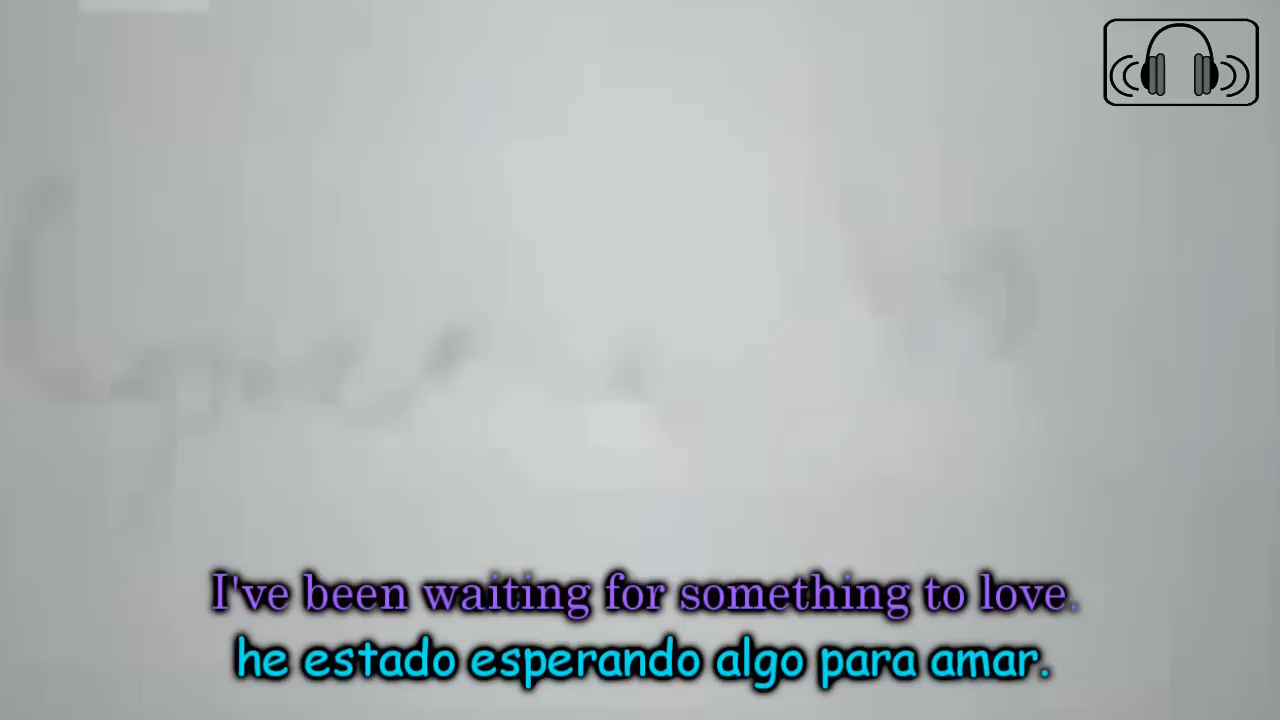 I've been waiting for something to love.
he estado esperando algo para amar.